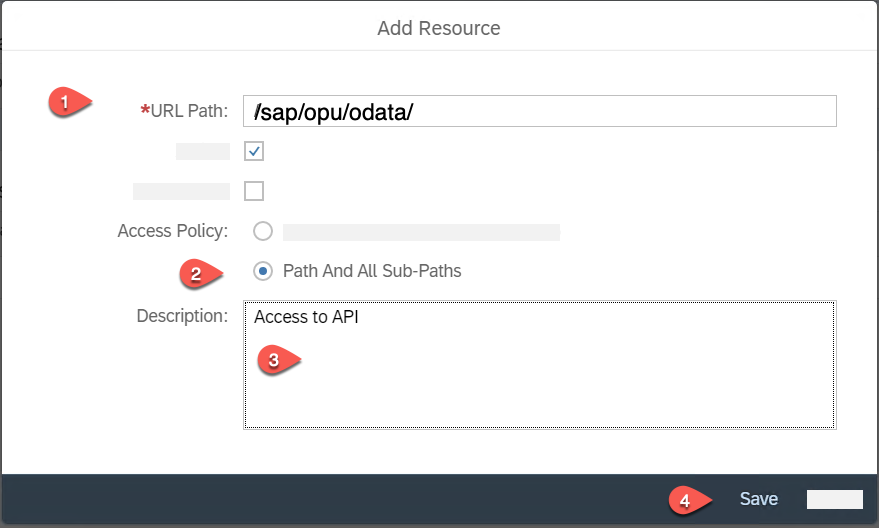 Add Resource
1
*URL Path: /sap/opu/odata/
Access Policy:
2 Path And All Sub-Paths
Description: Access to API
3
4 Save